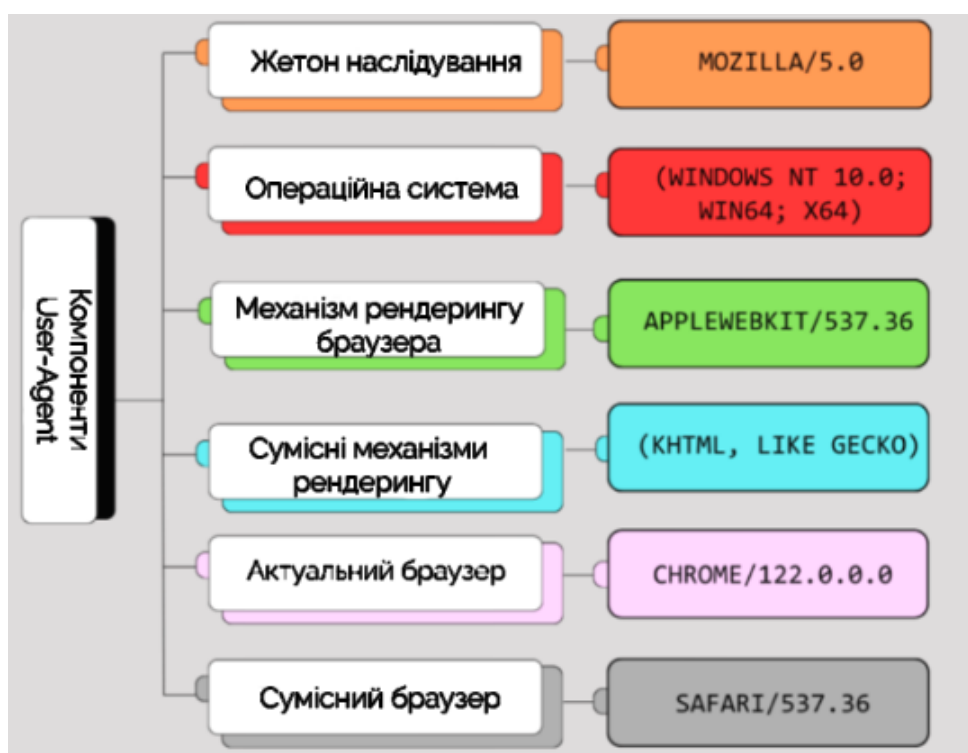 Компоненти
User-Agent
Жетон наслідування
MOZILLA/5.0
Операційна система
(WINDOWS NT 10.0;
WIN64; X64)
Механізм рендерингу
браузера
APPLEWEBKIT/537.36
Сумісні механізми
рендерингу
(KHTML, LIKE GECKO)
Актуальний браузер
CHROME/122.0.0.0
Сумісний браузер
SAFARI/537.36